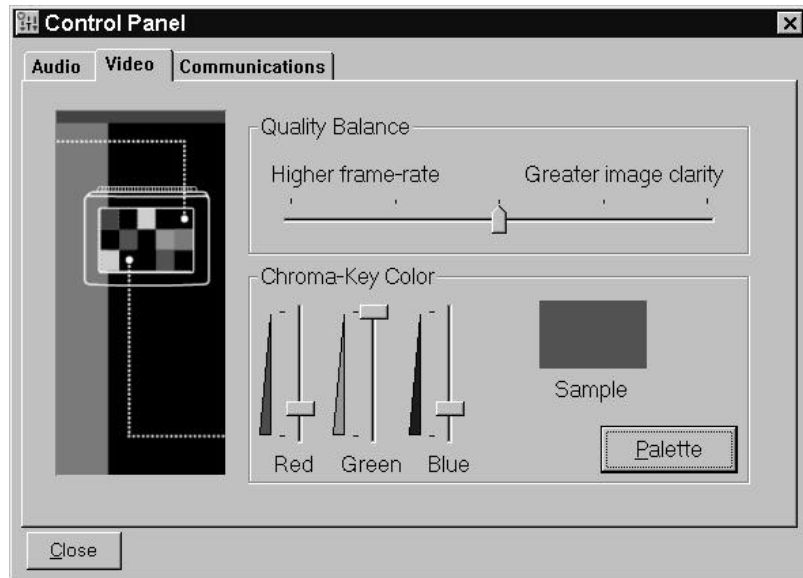 Control Panel
Audio Video Communications
Quality Balance
Higher frame-rate Greater image clarity
Chroma-Key Color
Sample
Red Green Blue
Palette
Close